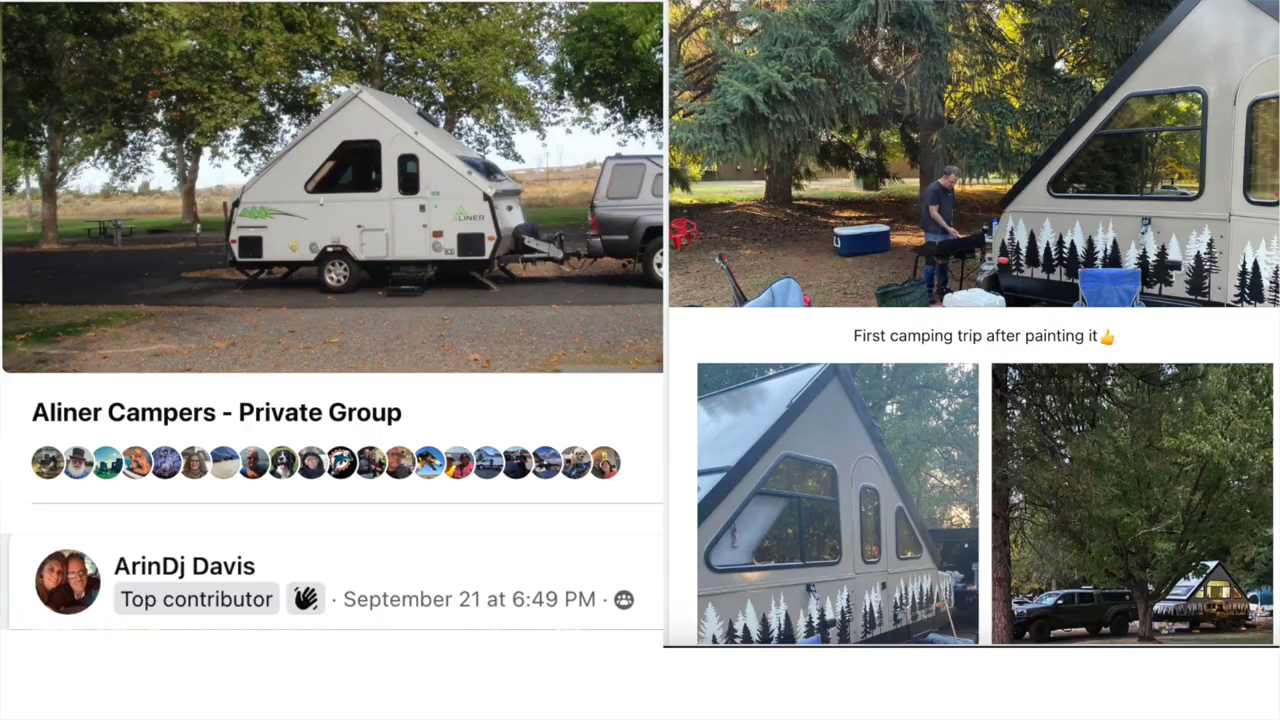 ALINER
Aliner Campers - Private Group
ArinDj Davis
Top contributor · September 21 at 6:49 PM ·
First camping trip after painting it👍